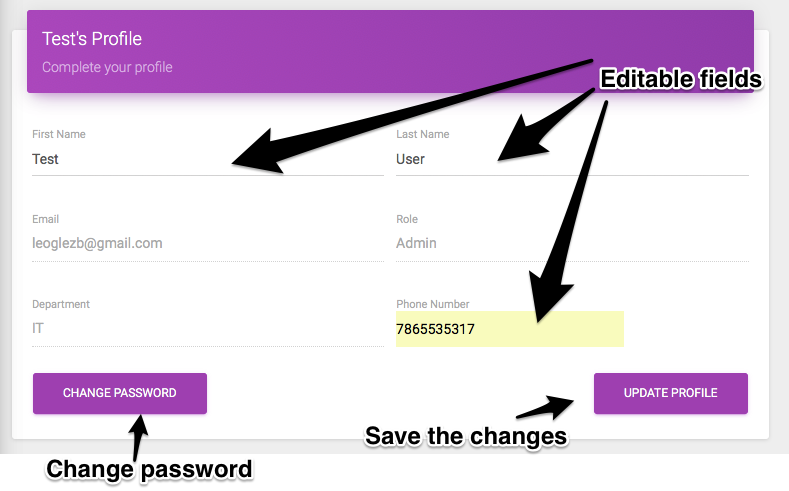 Test's Profile
Complete your profile
Editable fields
First Name
Last Name
Test
User
Email
Role
leoglezb@gmail.com
Admin
Department
Phone Number
IT
7865535317
CHANGE PASSWORD
UPDATE PROFILE
Save the changes
Change password